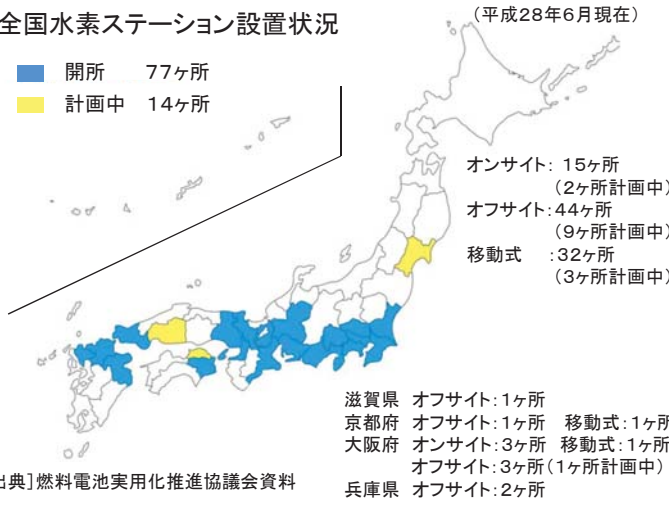 全国水素ステーション設置状況
(平成28年6月現在)
開所 77ヶ所
計画中 14ヶ所
オンサイト: 15ヶ所
(2ヶ所計画中)
オフサイト:44ヶ所
(9ヶ所計画中)
移動式 :32ヶ所
(3ヶ所計画中)
滋賀県 オフサイト:1ヶ所
京都府 オフサイト:1ヶ所 移動式:1ヶ所
大阪府 オンサイト:3ヶ所 移動式:1ヶ所
オフサイト:3ヶ所(1ヶ所計画中)
兵庫県 オフサイト:2ヶ所
出典]燃料電池実用化推進協議会資料